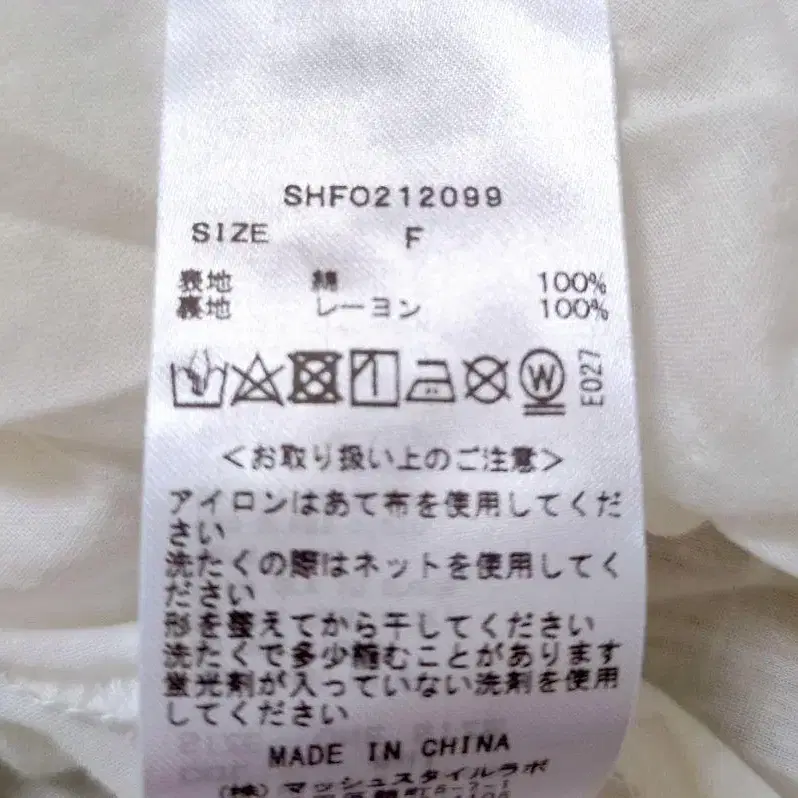 SHFO212099
SIZE F
表地 綿 100%
裏地 レーヨン 100%
W
E027
<お取り扱い上のご注意>
アイロンはあて布を使用してくだ
さい
洗たくの際はネットを使用してく
ださい
形を整えてから干してください
洗たくで多少縮むことがあります
蛍光剤が入っていない洗剤を使用
してください
MADE IN CHINA
(株)マッシュスタイルラボ